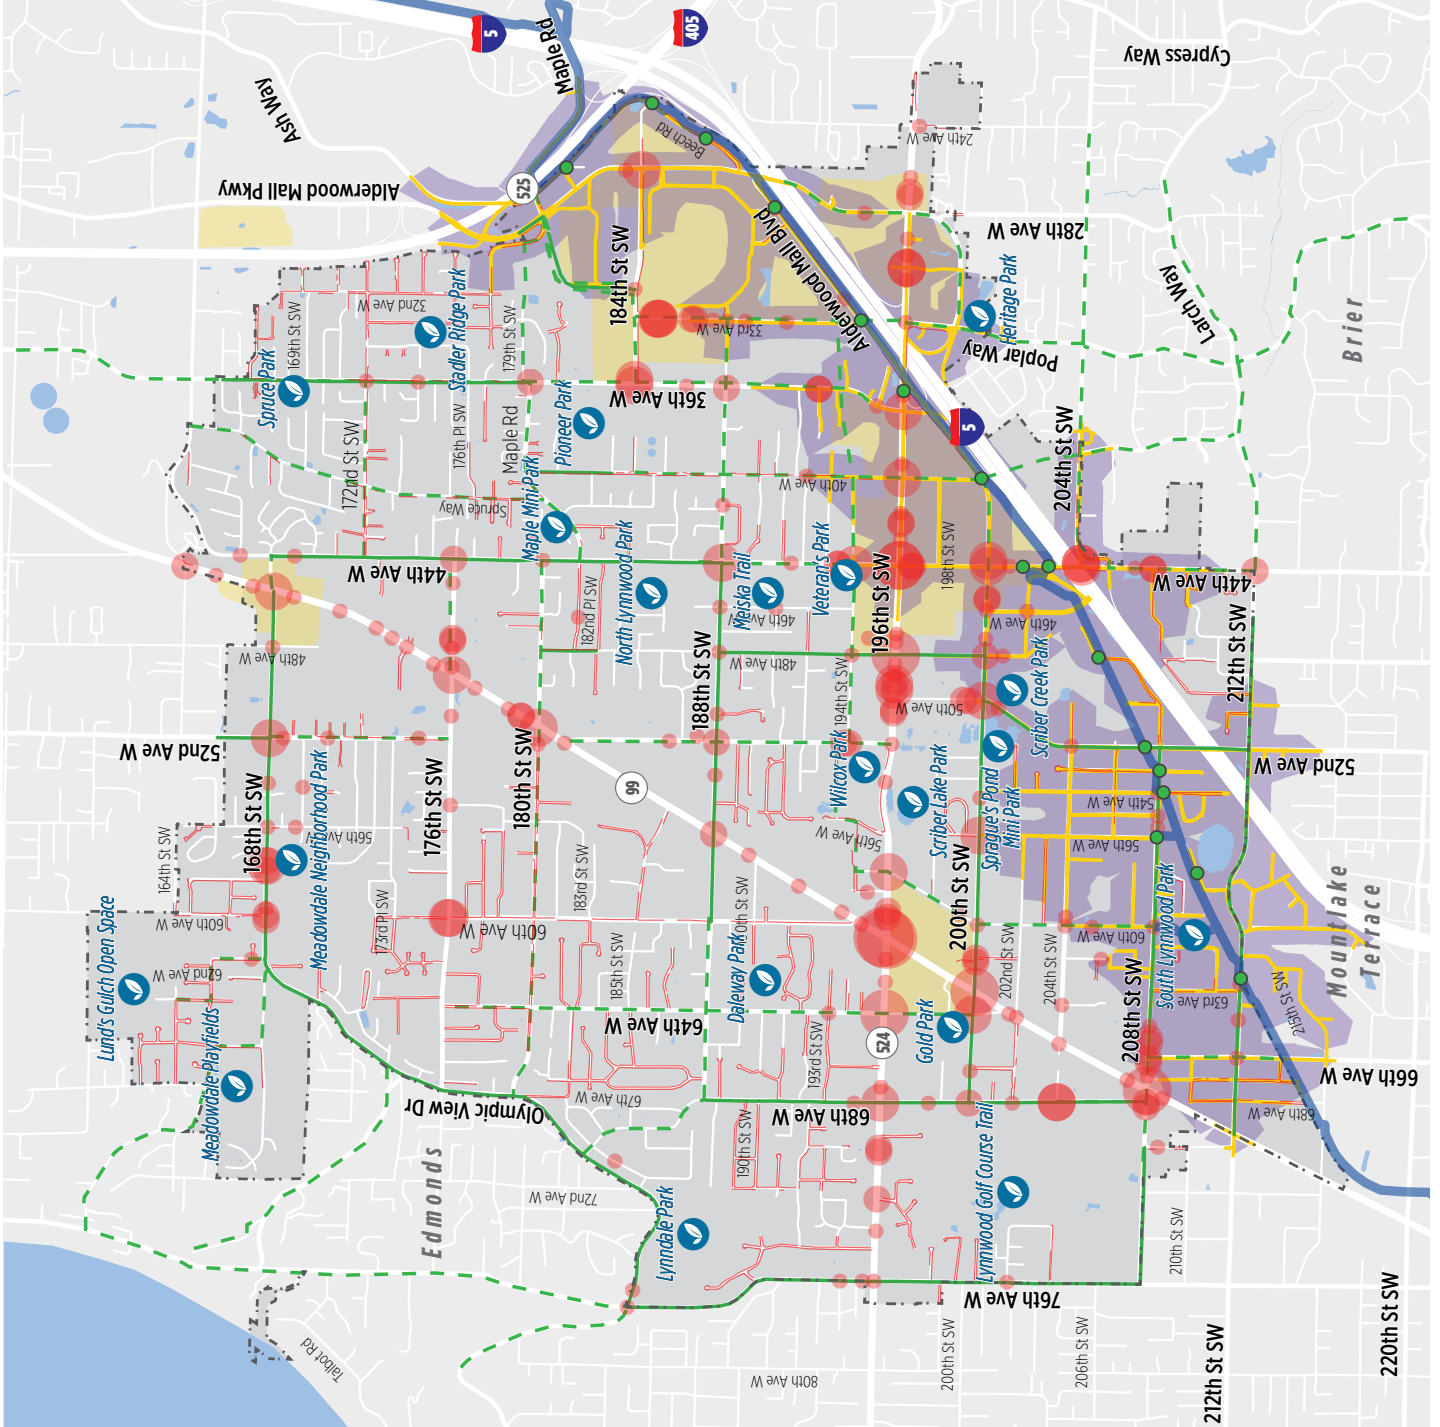 5
405
Maple Rd
Ash Way
Cypress Way
Alderwood Mall Pkwy
525
Beech Rd
24th Ave W
184th St SW
Alderwood Mall Blvd
28th Ave W
Larch Way
Brier
Spruce Park
169th St SW
32nd Ave W
Stadler Ridge Park
179th St SW
33rd Ave W
Heritage Park
Poplar Way
36th Ave W
Pioneer Park
172nd St SW
176th Pl SW
Maple Rd
5
204th St SW
Spruce Way
Maple Mini Park
40th Ave W
44th Ave W
182nd Pl SW
North Lynnwood Park
Meiska Trail
46th Ave W
Veteran's Park
196th St SW
198th St SW
46th Ave W
44th Ave W
212th St SW
48th Ave W
188th St SW
48th Ave W
194th St SW
50th Ave W
Scriber Creek Park
52nd Ave W
168th St SW
Meadowdale Neighborhood Park
176th St SW
180th St SW
99
Wilcox Park
Scriber Lake Park
Sprague's Pond
Mini Park
52nd Ave W
164th St SW
56th Ave W
56th Ave W
54th Ave W
56th Ave W
Lund's Gulch Open Space
60th Ave W
62nd Ave W
173rd Pl SW
60th Ave W
183rd St SW
185th St SW
Daleway Park
200th St SW
202nd St SW
204th St SW
60th Ave W
South Lynnwood Park
Mountlake
Terrace
Meadowdale Playfields
64th Ave W
193rd St SW
524
Gold Park
208th St SW
63rd Ave W
215th St SW
66th Ave W
Olympic View Dr
67th Ave W
190th St SW
68th Ave W
Lynnwood Golf Course Trail
68th Ave W
Edmonds
72nd Ave W
Lynndale Park
76th Ave W
210th St SW
Talbot Rd
80th Ave W
200th St SW
206th St SW
212th St SW
220th St SW